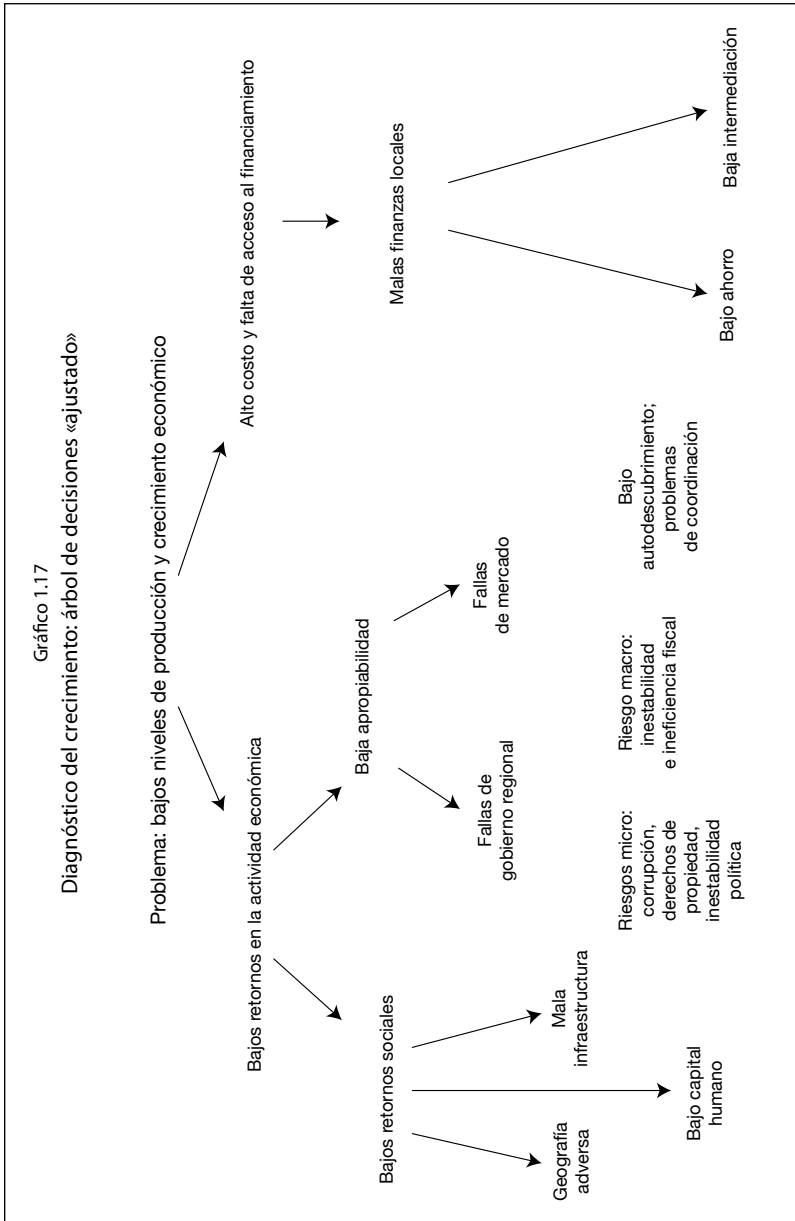 Gráfico 1.17
Diagnóstico del crecimiento: árbol de decisiones «ajustado»
Problema: bajos niveles de producción y crecimiento económico
Bajos retornos en la actividad económica
Alto costo y falta de acceso al financiamiento
Bajos retornos sociales
Baja apropiabilidad
Malas finanzas locales
Geografía
adversa
Mala
infraestructura
Bajo capital
humano
Fallas de
gobierno regional
Fallas
de mercado
Riesgos micro:
corrupción,
derechos de
propiedad,
inestabilidad
política
Riesgo macro:
inestabilidad
e ineficiencia fiscal
Bajo
autodescubrimiento;
problemas
de coordinación
Bajo ahorro
Baja intermediación